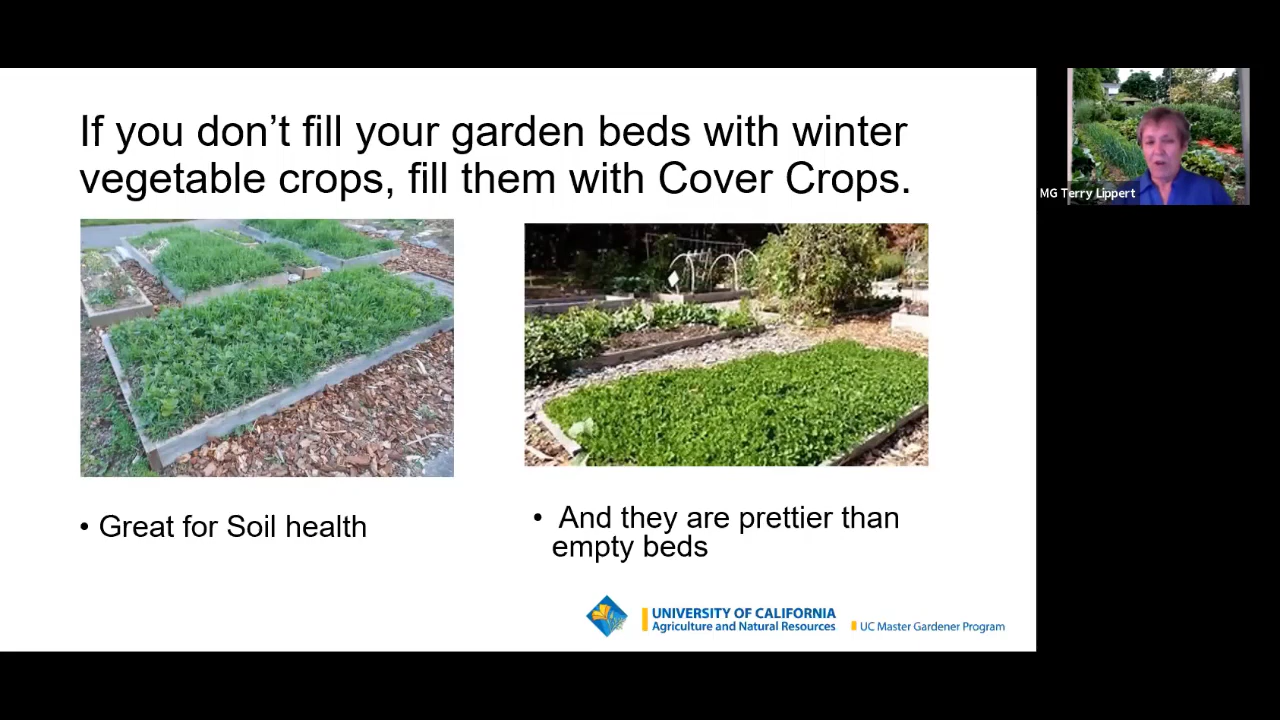 If you don’t fill your garden beds with winter
vegetable crops, fill them with Cover Crops.
MG Terry Lippert
• Great for Soil health
• And they are prettier than
empty beds
UNIVERSITY OF CALIFORNIA
Agriculture and Natural Resources
UC Master Gardener Program